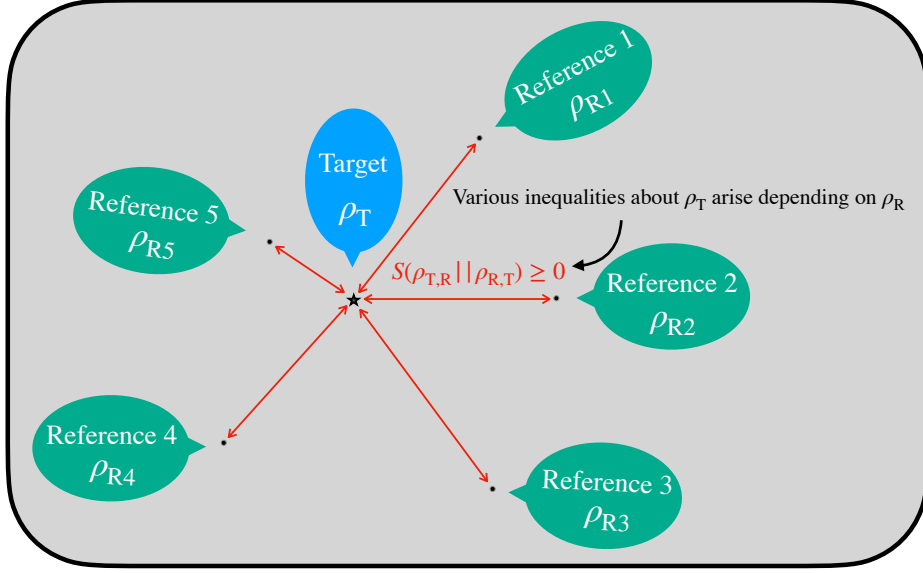 Reference 1
ρR1
Target
ρT
Various inequalities about ρT arise depending on ρR
Reference 5
ρR5
S(ρT,R||ρR,T) ≥ 0
Reference 2
ρR2
Reference 4
ρR4
Reference 3
ρR3